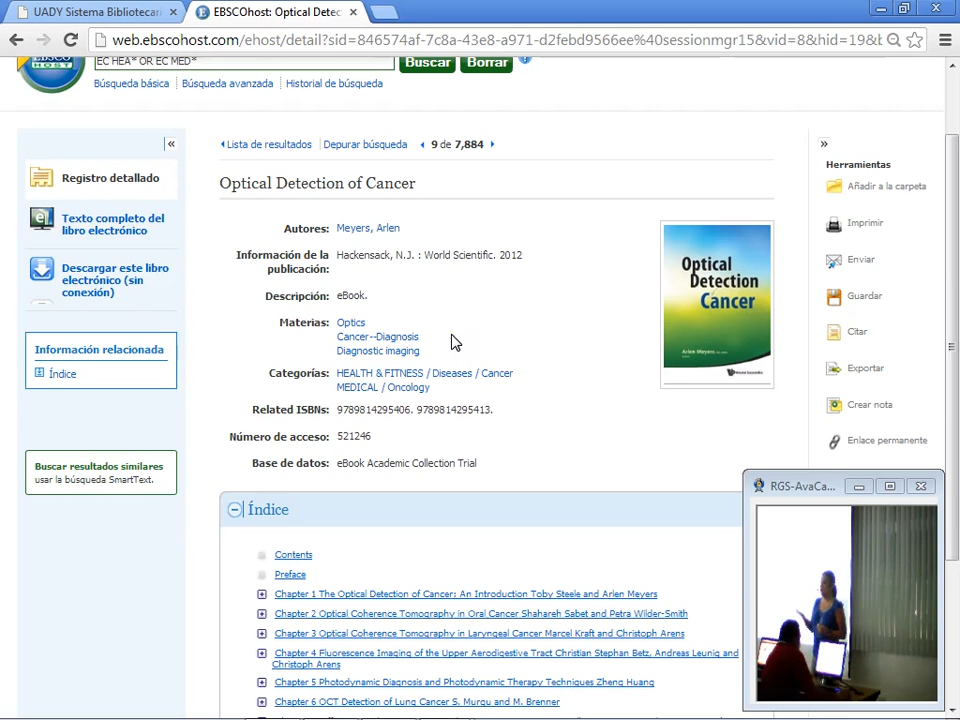 UADY Sistema Bibliotecari
EBSCOhost: Optical Detec
web.ebscohost.com/ehost/detail?sid=846574af-7c8a-43e8-a971-d2febd9566ee%40sessionmgr15&vid=8&hid=19&b
HOST
EC HEA* OR EC MED*
Buscar
Borrar
Búsqueda básica
Búsqueda avanzada
Historial de búsqueda
«
Registro detallado
Texto completo del
libro electrónico
Descargar este libro
electrónico (sin
conexión)
Información relacionada
Índice
Buscar resultados similares
usar la búsqueda SmartText.
Lista de resultados
Depurar búsqueda
9 de 7,884
Optical Detection of Cancer
Autores: Meyers, Arlen
Información de la publicación: Hackensack, N.J. : World Scientific. 2012
Descripción: eBook.
Materias: Optics
Cancer--Diagnosis
Diagnostic imaging
Categorías: HEALTH & FITNESS / Diseases / Cancer
MEDICAL / Oncology
Related ISBNs: 9789814295406. 9789814295413.
Número de acceso: 521246
Base de datos: eBook Academic Collection Trial
Optical
Detection
Cancer
Arlen Meyers
World Scientific
Índice
Contents
Preface
Chapter 1 The Optical Detection of Cancer: An Introduction Toby Steele and Arlen Meyers
Chapter 2 Optical Coherence Tomography in Oral Cancer Shahareh Sabet and Petra Wilder-Smith
Chapter 3 Optical Coherence Tomography in Laryngeal Cancer Marcel Kraft and Christoph Arens
Chapter 4 Fluorescence Imaging of the Upper Aerodigestive Tract Christian Stephan Betz, Andreas Leunig and
Christoph Arens
Chapter 5 Photodynamic Diagnosis and Photodynamic Therapy Techniques Zheng Huang
Chapter 6 OCT Detection of Lung Cancer S. Murgu and M. Brenner
»
Herramientas
Añadir a la carpeta
Imprimir
Enviar
Guardar
Citar
Exportar
Crear nota
Enlace permanente
RGS-AvaCa...